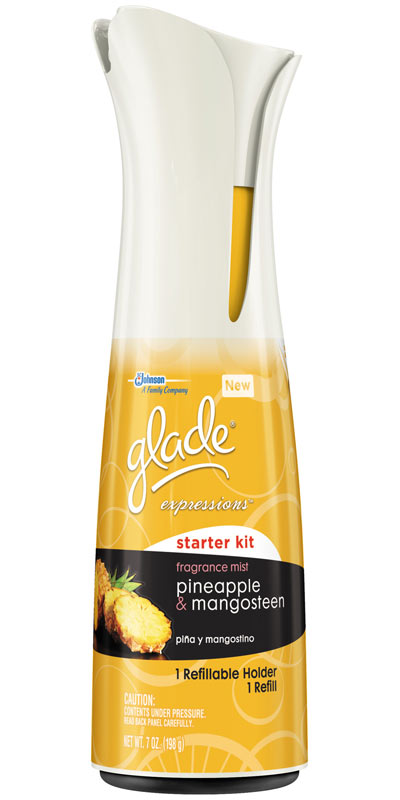 SC Johnson
A Family Company
New
glade®
expressions™
starter kit
fragrance mist
pineapple
& mangosteen
piña y mangostino
1 Refillable Holder
1 Refill
CAUTION:
CONTENTS UNDER PRESSURE.
READ BACK PANEL CAREFULLY.
NET WT. 7 OZ. (198 g)